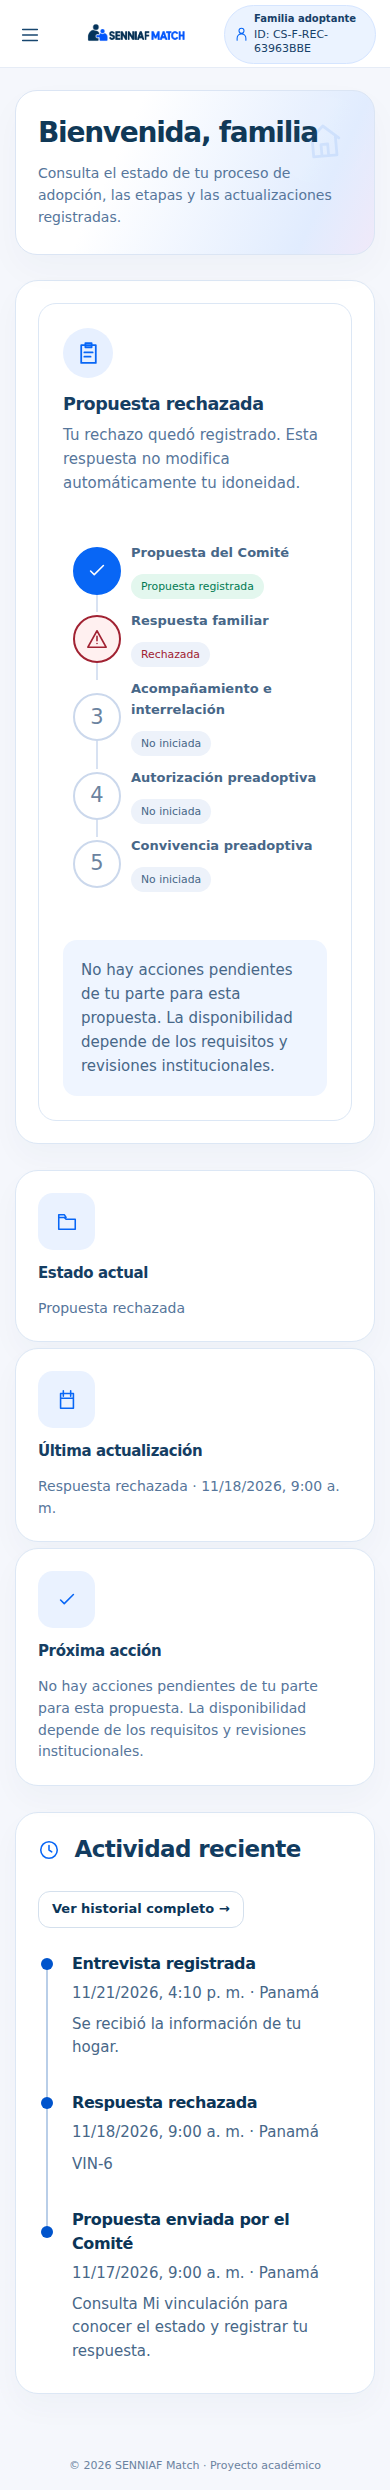 SENNIAF MATCH
Familia adoptante
ID: CS-F-REC-
63963BBE
Bienvenida, familia
Consulta el estado de tu proceso de
adopción, las etapas y las actualizaciones
registradas.
Propuesta rechazada
Tu rechazo quedó registrado. Esta
respuesta no modifica
automáticamente tu idoneidad.
Propuesta del Comité
Propuesta registrada
Respuesta familiar
Rechazada
3
Acompañamiento e
interrelación
No iniciada
4
Autorización preadoptiva
No iniciada
5
Convivencia preadoptiva
No iniciada
No hay acciones pendientes
de tu parte para esta
propuesta. La disponibilidad
depende de los requisitos y
revisiones institucionales.
Estado actual
Propuesta rechazada
Última actualización
Respuesta rechazada · 11/18/2026, 9:00 a.
m.
Próxima acción
No hay acciones pendientes de tu parte
para esta propuesta. La disponibilidad
depende de los requisitos y revisiones
institucionales.
Actividad reciente
Ver historial completo →
Entrevista registrada
11/21/2026, 4:10 p. m. · Panamá
Se recibió la información de tu
hogar.
Respuesta rechazada
11/18/2026, 9:00 a. m. · Panamá
VIN-6
Propuesta enviada por el
Comité
11/17/2026, 9:00 a. m. · Panamá
Consulta Mi vinculación para
conocer el estado y registrar tu
respuesta.
© 2026 SENNIAF Match · Proyecto académico